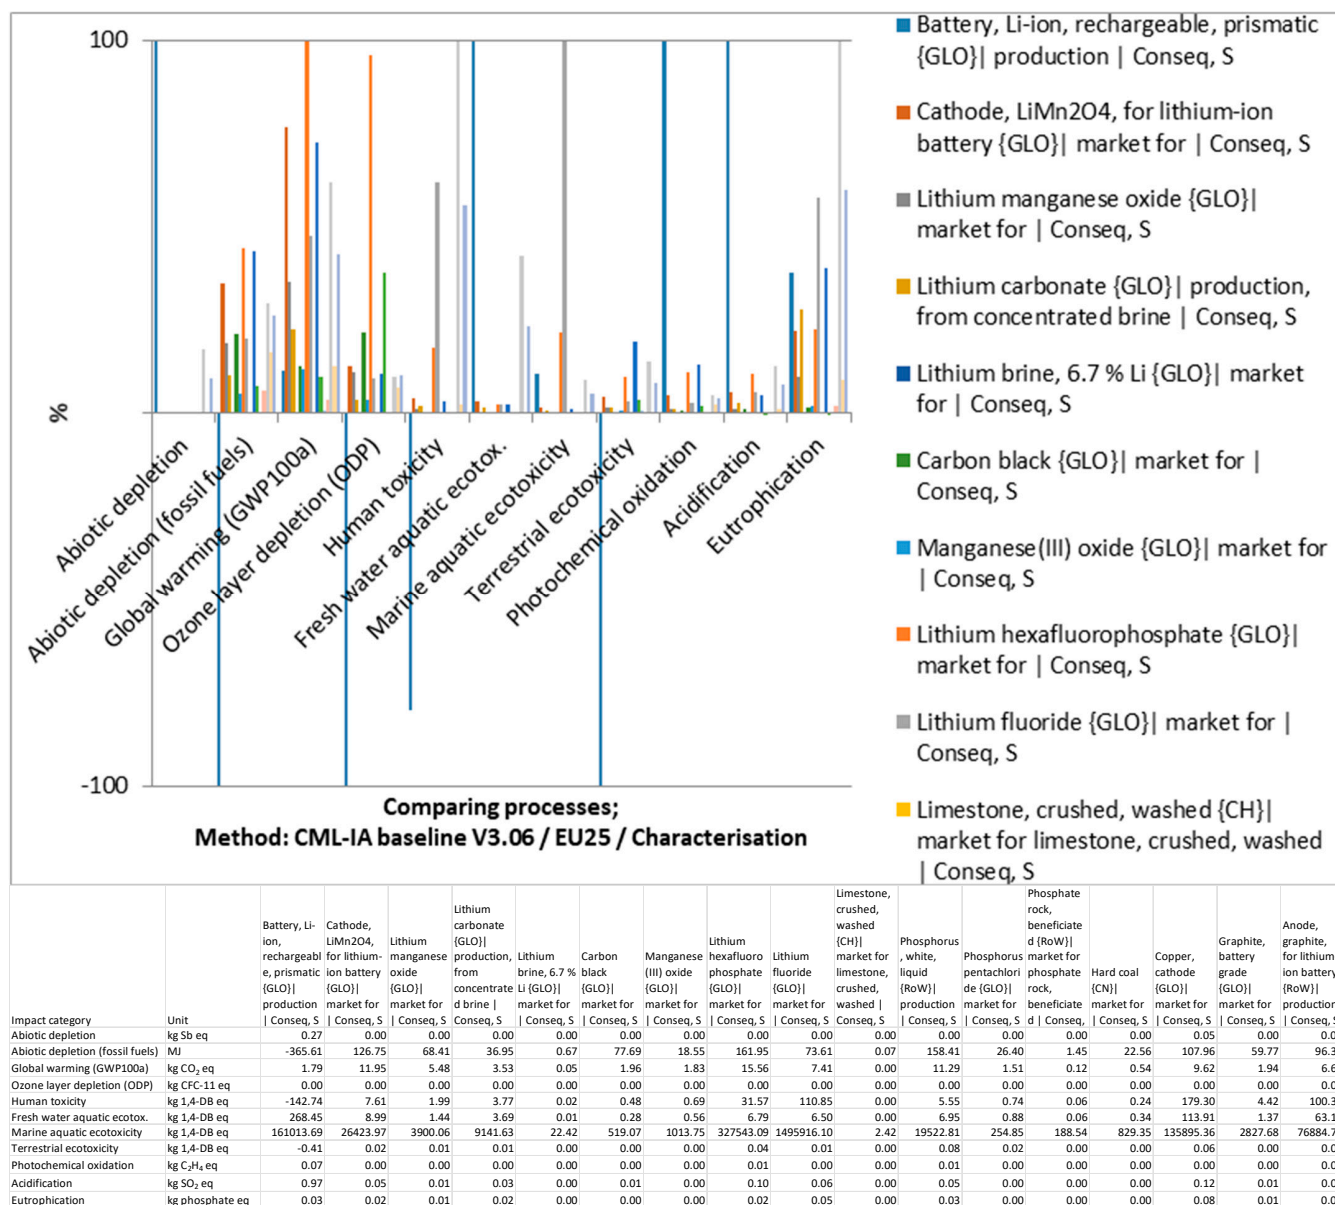 100
%
-100
Abiotic depletion
Abiotic depletion (fossil fuels)
Global warming (GWP100a)
Ozone layer depletion (ODP)
Human toxicity
Fresh water aquatic ecotox.
Marine aquatic ecotoxicity
Terrestrial ecotoxicity
Photochemical oxidation
Acidification
Eutrophication
Comparing processes;
Method: CML-IA baseline V3.06 / EU25 / Characterisation
Battery, Li-ion, rechargeable, prismatic
{GLO}| production | Conseq, S
Cathode, LiMn2O4, for lithium-ion
battery {GLO}| market for | Conseq, S
Lithium manganese oxide {GLO}|
market for | Conseq, S
Lithium carbonate {GLO}| production,
from concentrated brine | Conseq, S
Lithium brine, 6.7 % Li {GLO}| market
for | Conseq, S
Carbon black {GLO}| market for |
Conseq, S
Manganese(III) oxide {GLO}| market for
| Conseq, S
Lithium hexafluorophosphate {GLO}|
market for | Conseq, S
Lithium fluoride {GLO}| market for |
Conseq, S
Limestone, crushed, washed {CH}|
market for limestone, crushed, washed
| Conseq, S
Impact category
Unit
Battery, Li-
ion,
rechargeabl
e, prismatic
{GLO}|
production
| Conseq, S
Cathode,
LiMn2O4,
for lithium-
ion battery
{GLO}|
market for
| Conseq, S
Lithium
manganese
oxide
{GLO}|
market for
| Conseq, S
Lithium
carbonate
{GLO}|
production,
from
concentrate
d brine |
Conseq, S
Lithium
brine, 6.7 %
Li {GLO}|
market for
| Conseq, S
Carbon
black
{GLO}|
market for
| Conseq, S
Manganese
(III) oxide
{GLO}|
market for
| Conseq, S
Lithium
hexafluoro
phosphate
{GLO}|
market for
| Conseq, S
Lithium
fluoride
{GLO}|
market for
| Conseq, S
Limestone,
crushed,
washed
{CH}|
market for
limestone,
crushed,
washed |
Conseq, S
Phosphorus
, white,
liquid
{RoW}|
production
| Conseq, S
Phosphorus
pentachlori
de {GLO}|
market for
| Conseq, S
Phosphate
rock,
beneficiate
d {RoW}|
market for
phosphate
rock,
beneficiate
d | Conseq,
Hard coal
{CN}|
market for
| Conseq, S
Copper,
cathode
{GLO}|
market for
| Conseq, S
Graphite,
battery
grade
{GLO}|
market for
| Conseq, S
Anode,
graphite,
for lithium-
ion battery
{RoW}|
production
| Conseq, S
Abiotic depletion kg Sb eq 0.27 0.00 0.00 0.00 0.00 0.00 0.00 0.00 0.00 0.00 0.00 0.00 0.00 0.00 0.05 0.00 0.0
Abiotic depletion (fossil fuels) MJ -365.61 126.75 68.41 36.95 0.67 77.69 18.55 161.95 73.61 0.07 158.41 26.40 1.45 22.56 107.96 59.77 96.3
Global warming (GWP100a) kg CO₂ eq 1.79 11.95 5.48 3.53 0.05 1.96 1.83 15.56 7.41 0.00 11.29 1.51 0.12 0.54 9.62 1.94 6.6
Ozone layer depletion (ODP) kg CFC-11 eq 0.00 0.00 0.00 0.00 0.00 0.00 0.00 0.00 0.00 0.00 0.00 0.00 0.00 0.00 0.00 0.00 0.0
Human toxicity kg 1,4-DB eq -142.74 7.61 1.99 3.77 0.02 0.48 0.69 31.57 110.85 0.00 5.55 0.74 0.06 0.24 179.30 4.42 100.3
Fresh water aquatic ecotox. kg 1,4-DB eq 268.45 8.99 1.44 3.69 0.01 0.28 0.56 6.79 6.50 0.00 6.95 0.88 0.06 0.34 113.91 1.37 63.1
Marine aquatic ecotoxicity kg 1,4-DB eq 161013.69 26423.97 3900.06 9141.63 22.42 519.07 1013.75 327543.09 1495916.10 2.42 19522.81 254.85 188.54 829.35 135895.36 2827.68 76884.7
Terrestrial ecotoxicity kg 1,4-DB eq -0.41 0.02 0.01 0.01 0.00 0.00 0.00 0.04 0.01 0.00 0.08 0.02 0.00 0.00 0.06 0.00 0.0
Photochemical oxidation kg C₂H₄ eq 0.07 0.00 0.00 0.00 0.00 0.00 0.00 0.01 0.00 0.00 0.01 0.00 0.00 0.00 0.00 0.00 0.0
Acidification kg SO₂ eq 0.97 0.05 0.01 0.03 0.00 0.01 0.00 0.10 0.06 0.00 0.05 0.00 0.00 0.00 0.12 0.01 0.0
Eutrophication kg phosphate eq 0.03 0.02 0.01 0.02 0.00 0.00 0.00 0.02 0.05 0.00 0.03 0.00 0.00 0.00 0.08 0.01 0.0